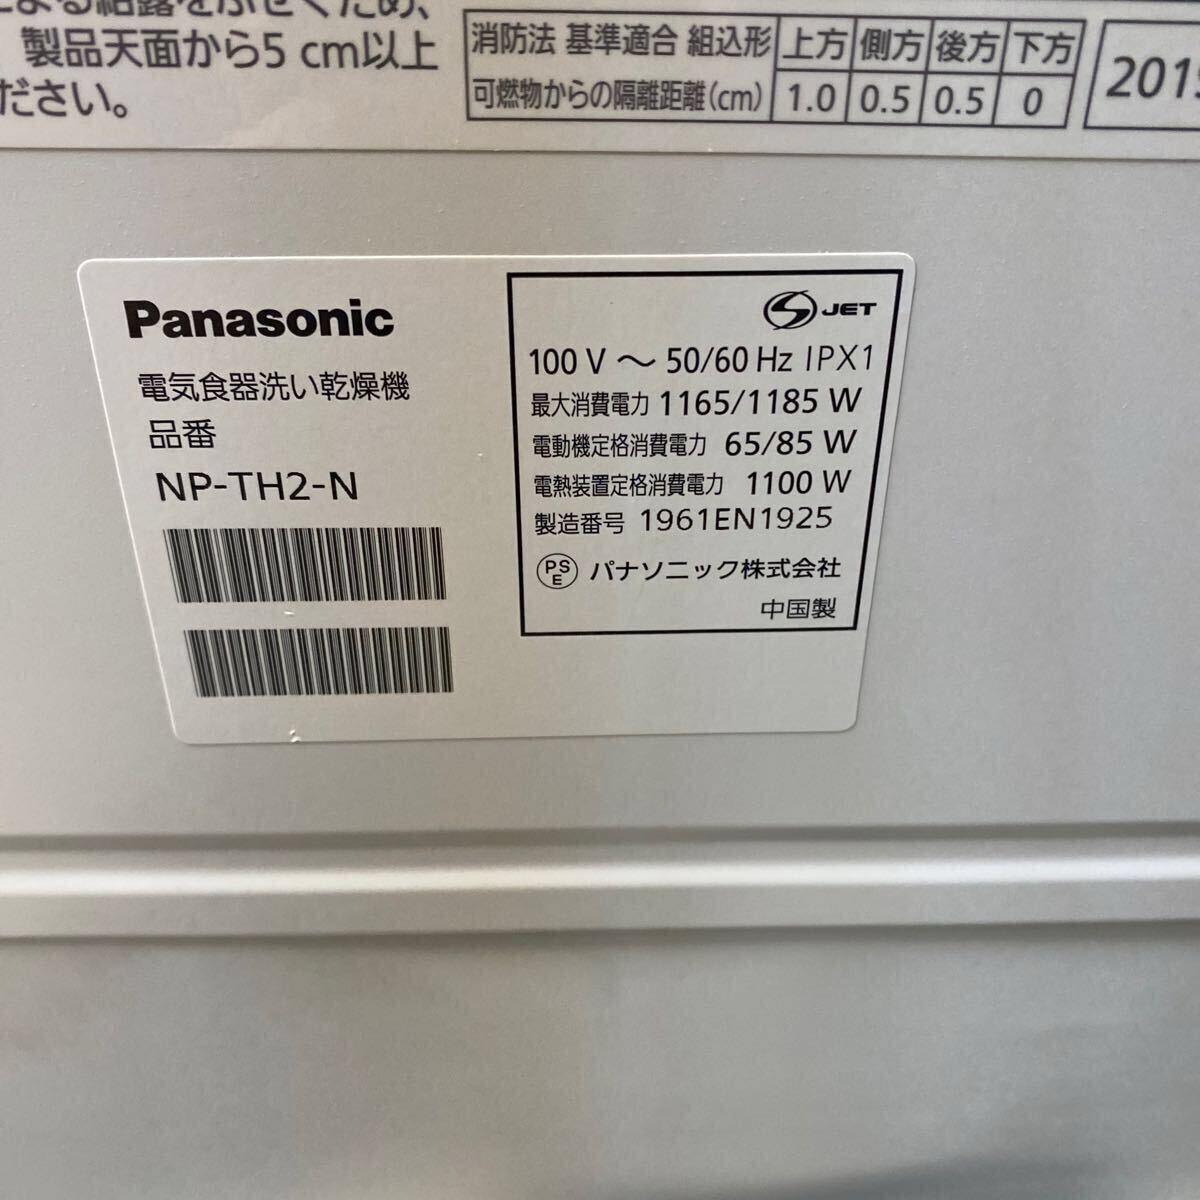 製品天面から5 cm以上
ださい。
消防法 基準適合 組込形 上方 側方 後方 下方
可燃物からの隔離距離(cm) 1.0 0.5 0.5 0
Panasonic
電気食器洗い乾燥機
品番
NP-TH2-N
JET
100 V ～ 50/60 Hz IPX1
最大消費電力 1165/1185 W
電動機定格消費電力 65/85 W
電熱装置定格消費電力 1100 W
製造番号 1961EN1925
PSE パナソニック株式会社
中国製